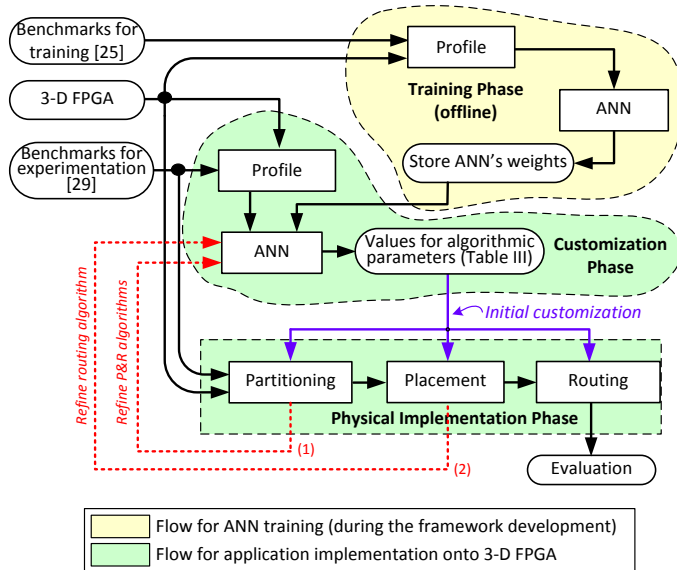 Benchmarks for
training [25]
Profile
Training Phase
(offline)
ANN
3-D FPGA
Store ANN's weights
Benchmarks for
experimentation
[29]
Profile
ANN
Values for algorithmic
parameters (Table III)
Customization
Phase
Refine routing algorithm
Refine P&R algorithms
Initial customization
Partitioning
Placement
Routing
Physical Implementation Phase
(1)
(2)
Evaluation
Flow for ANN training (during the framework development)
Flow for application implementation onto 3-D FPGA